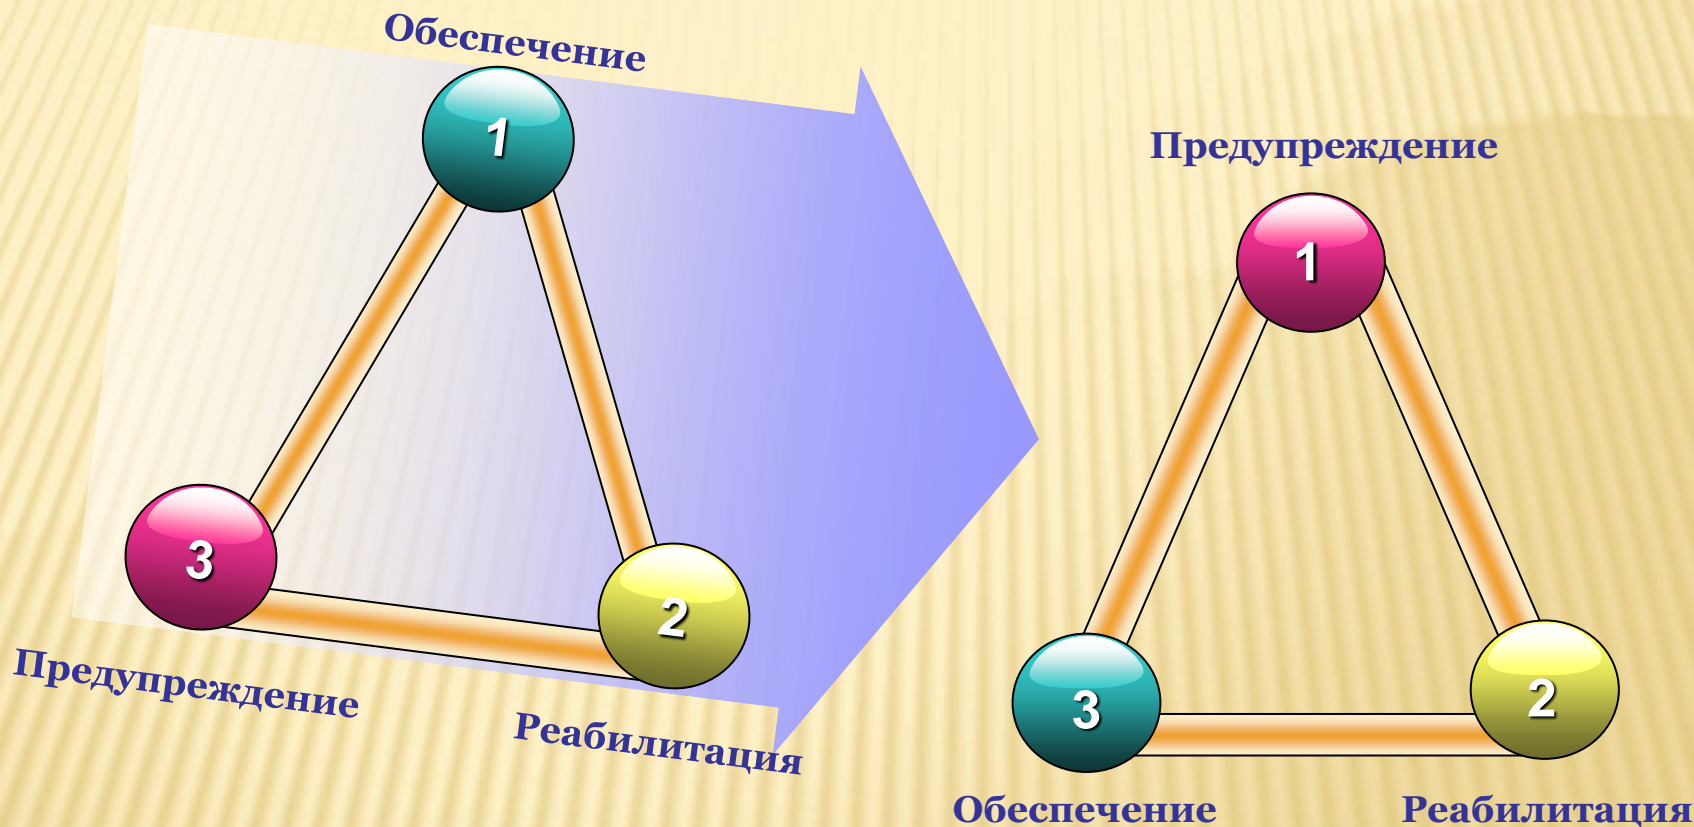 Обеспечение
1
3
2
Предупреждение
Реабилитация
Предупреждение
1
3
2
Обеспечение
Реабилитация